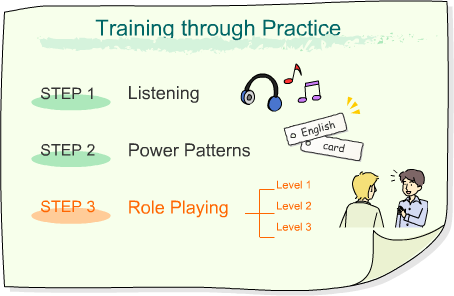 Training through Practice
STEP 1 Listening
English
card
STEP 2 Power Patterns
STEP 3 Role Playing
Level 1
Level 2
Level 3